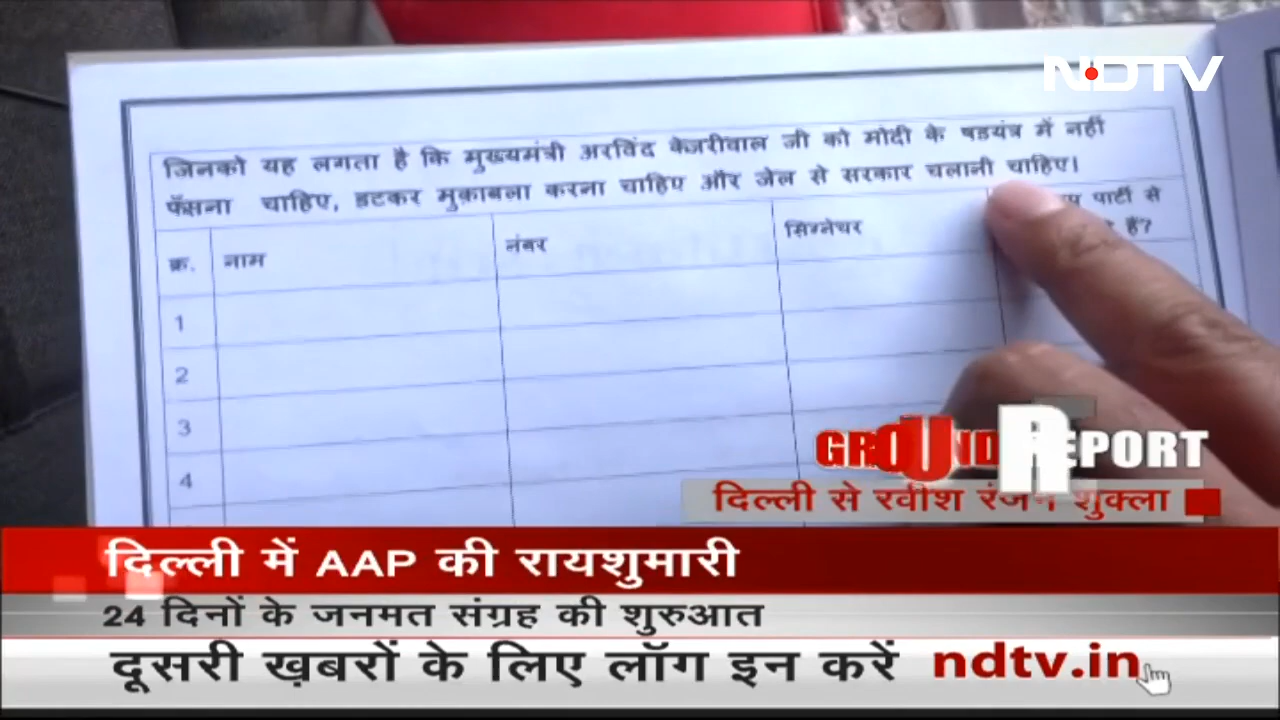 NDTV
जिनको यह लगता है कि मुख्यमंत्री अरविंद केजरीवाल जी को मोदी के षडयंत्र में नहीं
फँसना चाहिए, डटकर मुक़ाबला करना चाहिए और जेल से सरकार चलानी चाहिए।
क्र. नाम नंबर सिग्नेचर पार्टी से
हैं?
1
2
3
4
GROUND REPORT
दिल्ली से रवीश रंजन शुक्ला
दिल्ली में AAP की रायशुमारी
24 दिनों के जनमत संग्रह की शुरुआत
दूसरी ख़बरों के लिए लॉग इन करें ndtv.in